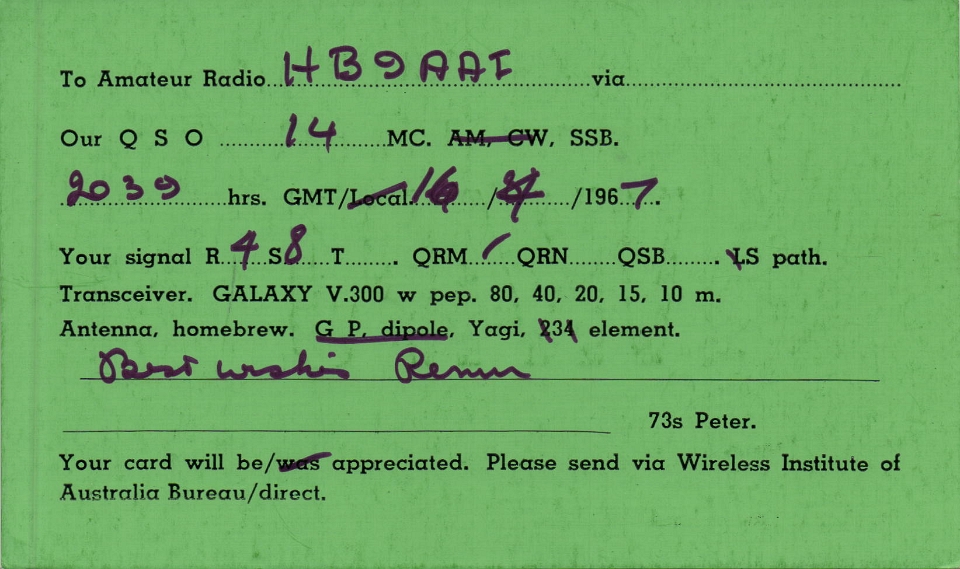 To Amateur Radio...HB9AAI...via...
Our Q S O ...14...MC. AM, CW, SSB.
2039 hrs. GMT/Local 16/ /1967.
Your signal R 4 S 8 T....... . QRM / QRN ....... QSB ....... . LS path.
Transceiver. GALAXY V.300 w pep. 80, 40, 20, 15, 10 m.
Antenna, homebrew. G P, dipole, Yagi, 234 element.
Best wishes
73s Peter.
Your card will be/was appreciated. Please send via Wireless Institute of
Australia Bureau/direct.